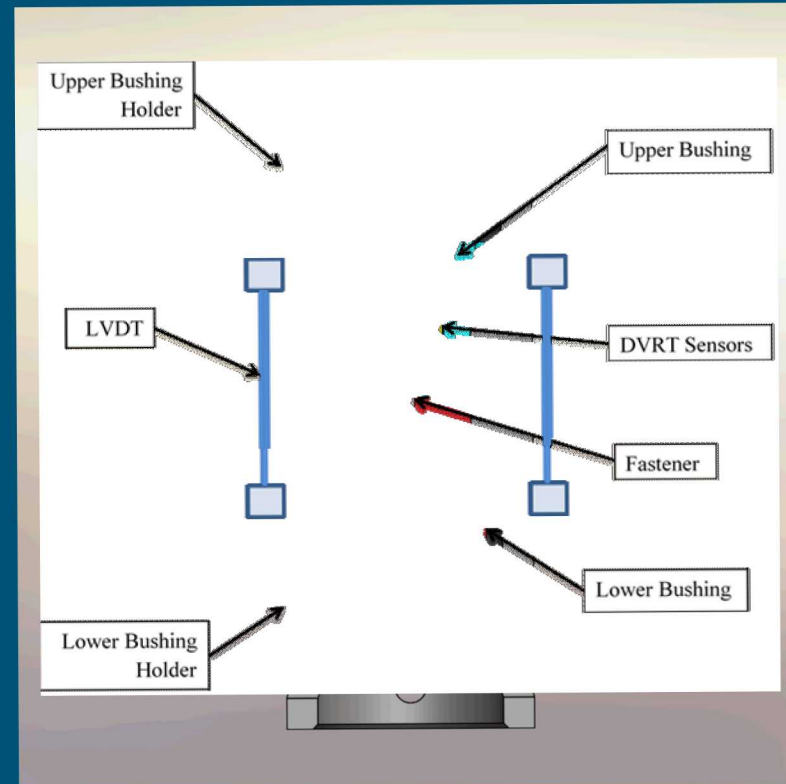 Upper Bushing
Holder
Upper Bushing
LVDT
DVRT Sensors
Fastener
Lower Bushing
Lower Bushing
Holder